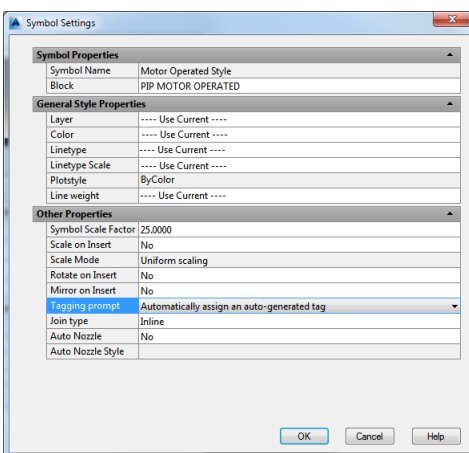 Symbol Settings
Symbol Properties
Symbol Name Motor Operated Style
Block PIP MOTOR OPERATED
General Style Properties
Layer ---- Use Current ----
Color ---- Use Current ----
Linetype ---- Use Current ----
Linetype Scale ---- Use Current ----
Plotstyle ByColor
Line weight ---- Use Current ----
Other Properties
Symbol Scale Factor 25.0000
Scale on Insert No
Scale Mode Uniform scaling
Rotate on Insert No
Mirror on Insert No
Tagging prompt Automatically assign an auto-generated tag
Join type Inline
Auto Nozzle No
Auto Nozzle Style
OK Cancel Help